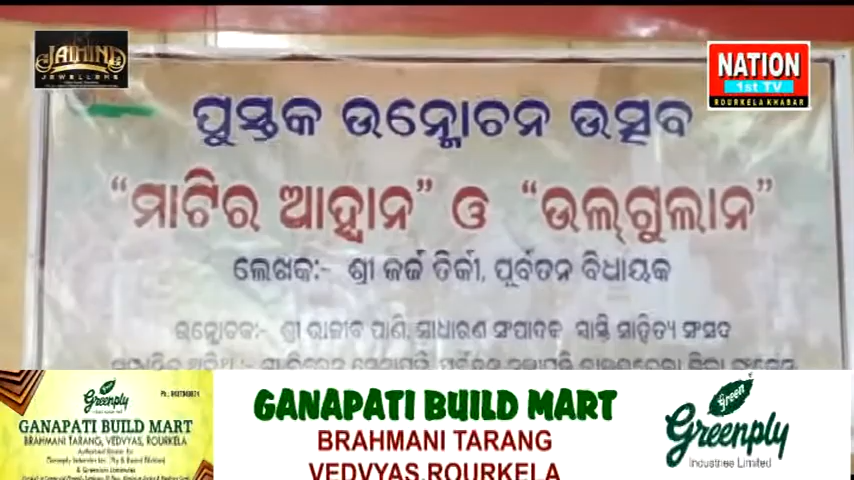 JAIHIND
JEWELLERS
NATION
1st TV
ROURKELA KHABAR
ପୁସ୍ତକ ଉନ୍ମୋଚନ ଉତ୍ସବ
“ମାଟିର ଆହ୍ୱାନ” ଓ “ଉଲ୍‌ଗୁଲାନ”
ଲେଖକ:- ଶ୍ରୀ ଜର୍ଜ ତିର୍କୀ, ପୂର୍ବତନ ବିଧାୟକ
ଉନ୍ମୋଚକ:- ଶ୍ରୀ ରାଜୀବ ପାଣି, ସାଧାରଣ ସଂପାଦକ ସାହିତ୍ୟ ସଂସଦ
Greenply
GANAPATI BUILD MART
BRAHMANI TARANG, VEDVYAS, ROURKELA
GANAPATI BUILD MART
BRAHMANI TARANG
VEDVYAS,ROURKELA
green
Greenply
Industries Limited